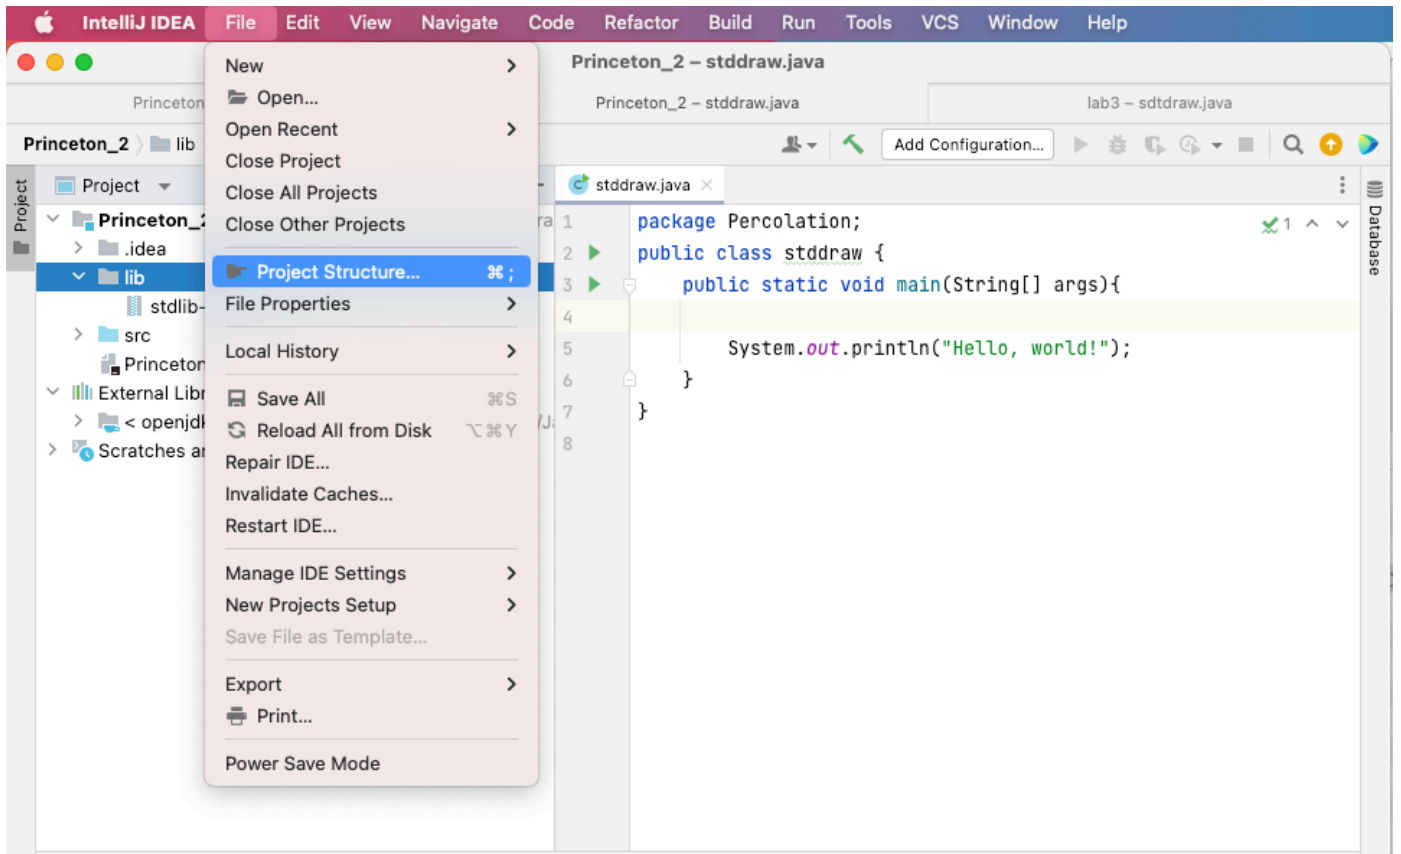 IntelliJ IDEA File Edit View Navigate Code Refactor Build Run Tools VCS Window Help
Princeton_2 – stddraw.java
Princeton
Princeton_2 – stddraw.java
lab3 – sdtdraw.java
Princeton_2 lib
Add Configuration...
Project
Project
Princeton_2
.idea
lib
stdlib-
src
Princeton
External Libr
< openjdk
Scratches ar
New
Open...
Open Recent
Close Project
Close All Projects
Close Other Projects
Project Structure... ⌘ ;
File Properties
Local History
Save All ⌘S
Reload All from Disk ⌥⌘Y
Repair IDE...
Invalidate Caches...
Restart IDE...
Manage IDE Settings
New Projects Setup
Save File as Template...
Export
Print...
Power Save Mode
stddraw.java
1 package Percolation;
2 public class stddraw {
3 public static void main(String[] args){
4
5 System.out.println("Hello, world!");
6 }
7 }
8
1
Database